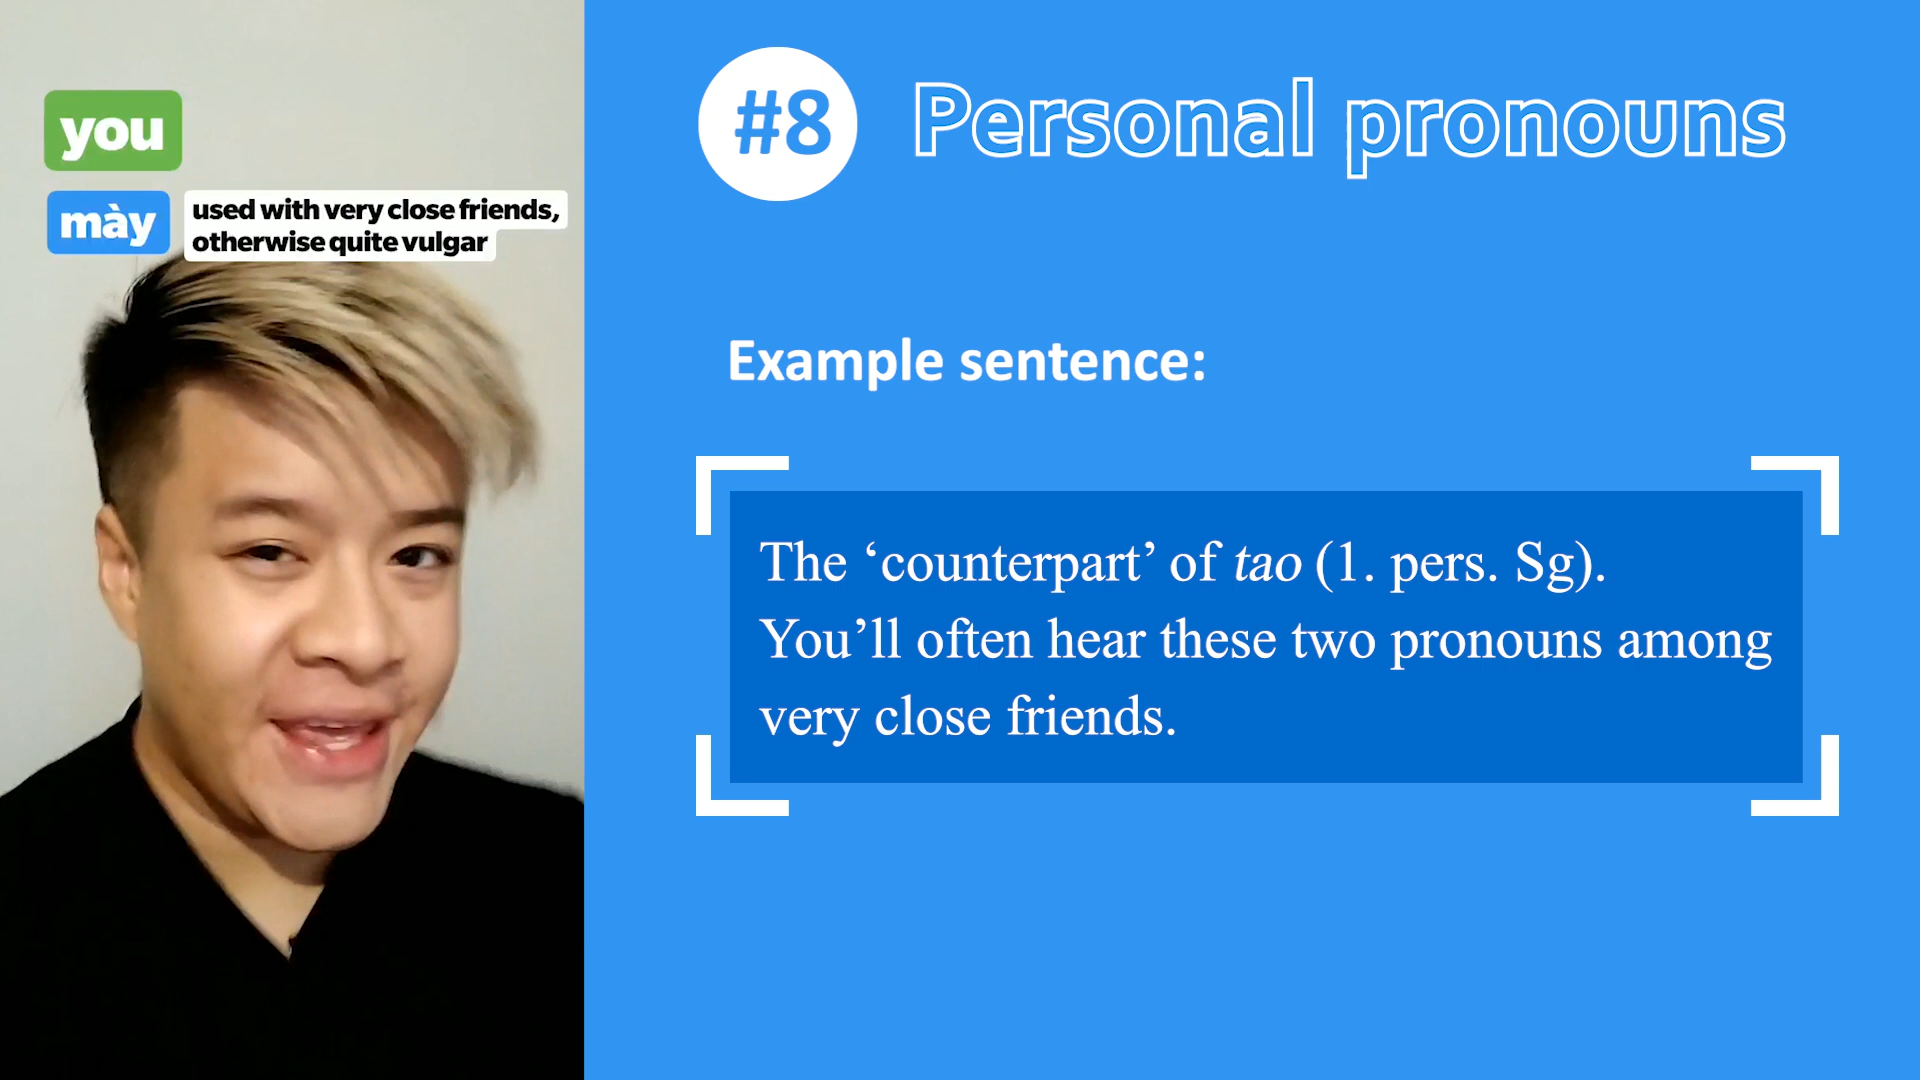 you
mày
used with very close friends,
otherwise quite vulgar
#8
Personal pronouns
Example sentence:
The ‘counterpart’ of tao (1. pers. Sg).
You’ll often hear these two pronouns among
very close friends.